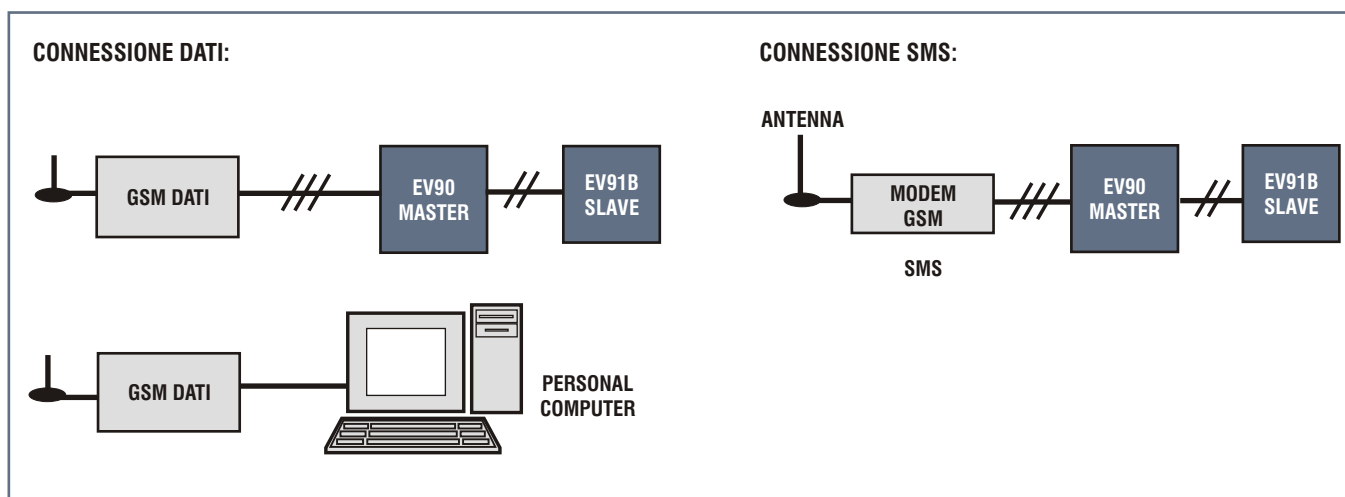 CONNESSIONE DATI:
GSM DATI
EV90
MASTER
EV91B
SLAVE
GSM DATI
PERSONAL
COMPUTER
CONNESSIONE SMS:
ANTENNA
MODEM
GSM
SMS
EV90
MASTER
EV91B
SLAVE